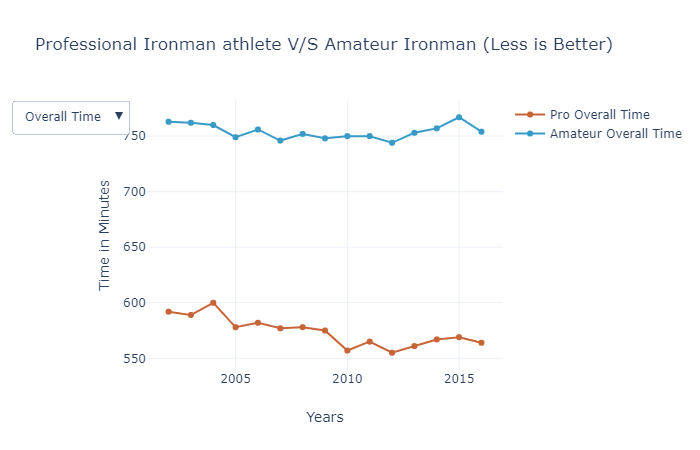 Professional Ironman athlete V/S Amateur Ironman (Less is Better)
Overall Time ▼
Pro Overall Time
Amateur Overall Time
750
700
650
600
550
Time in Minutes
2005 2010 2015
Years